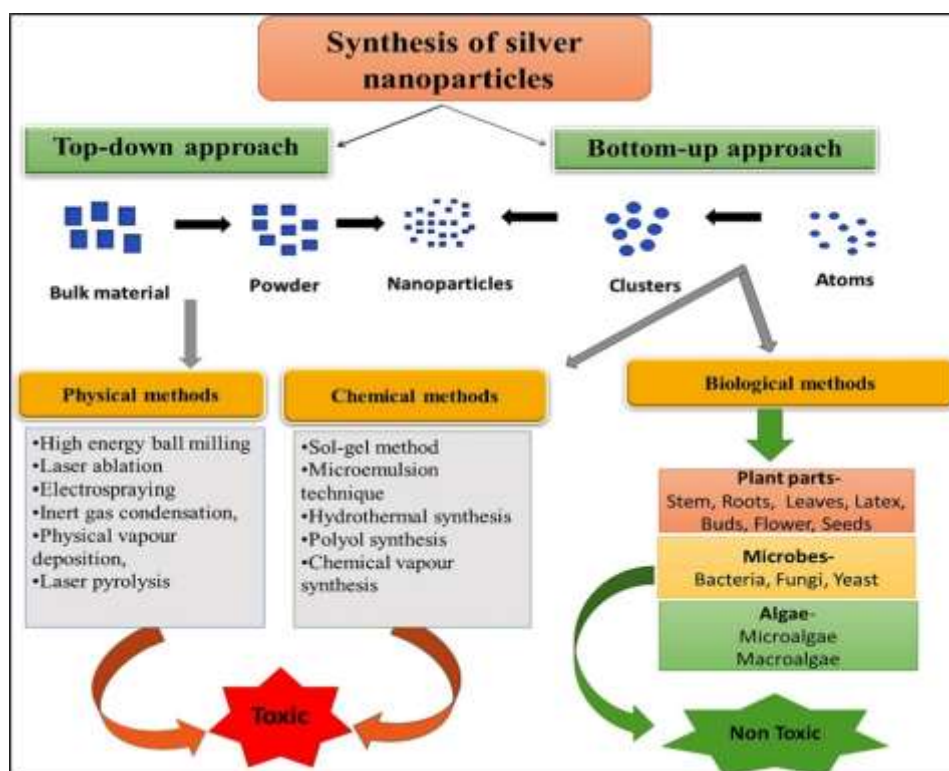 Synthesis of silver
nanoparticles
Top-down approach
Bottom-up approach
Bulk material
Powder
Nanoparticles
Clusters
Atoms
Physical methods
•High energy ball milling
•Laser ablation
•Electrospraying
•Inert gas condensation,
•Physical vapour
deposition,
•Laser pyrolysis
Chemical methods
•Sol-gel method
•Microemulsion
technique
•Hydrothermal synthesis
•Polyol synthesis
•Chemical vapour
synthesis
Biological methods
Plant parts-
Stem, Roots, Leaves, Latex,
Buds, Flower, Seeds
Microbes-
Bacteria, Fungi, Yeast
Algae-
Microalgae
Macroalgae
Toxic
Non Toxic